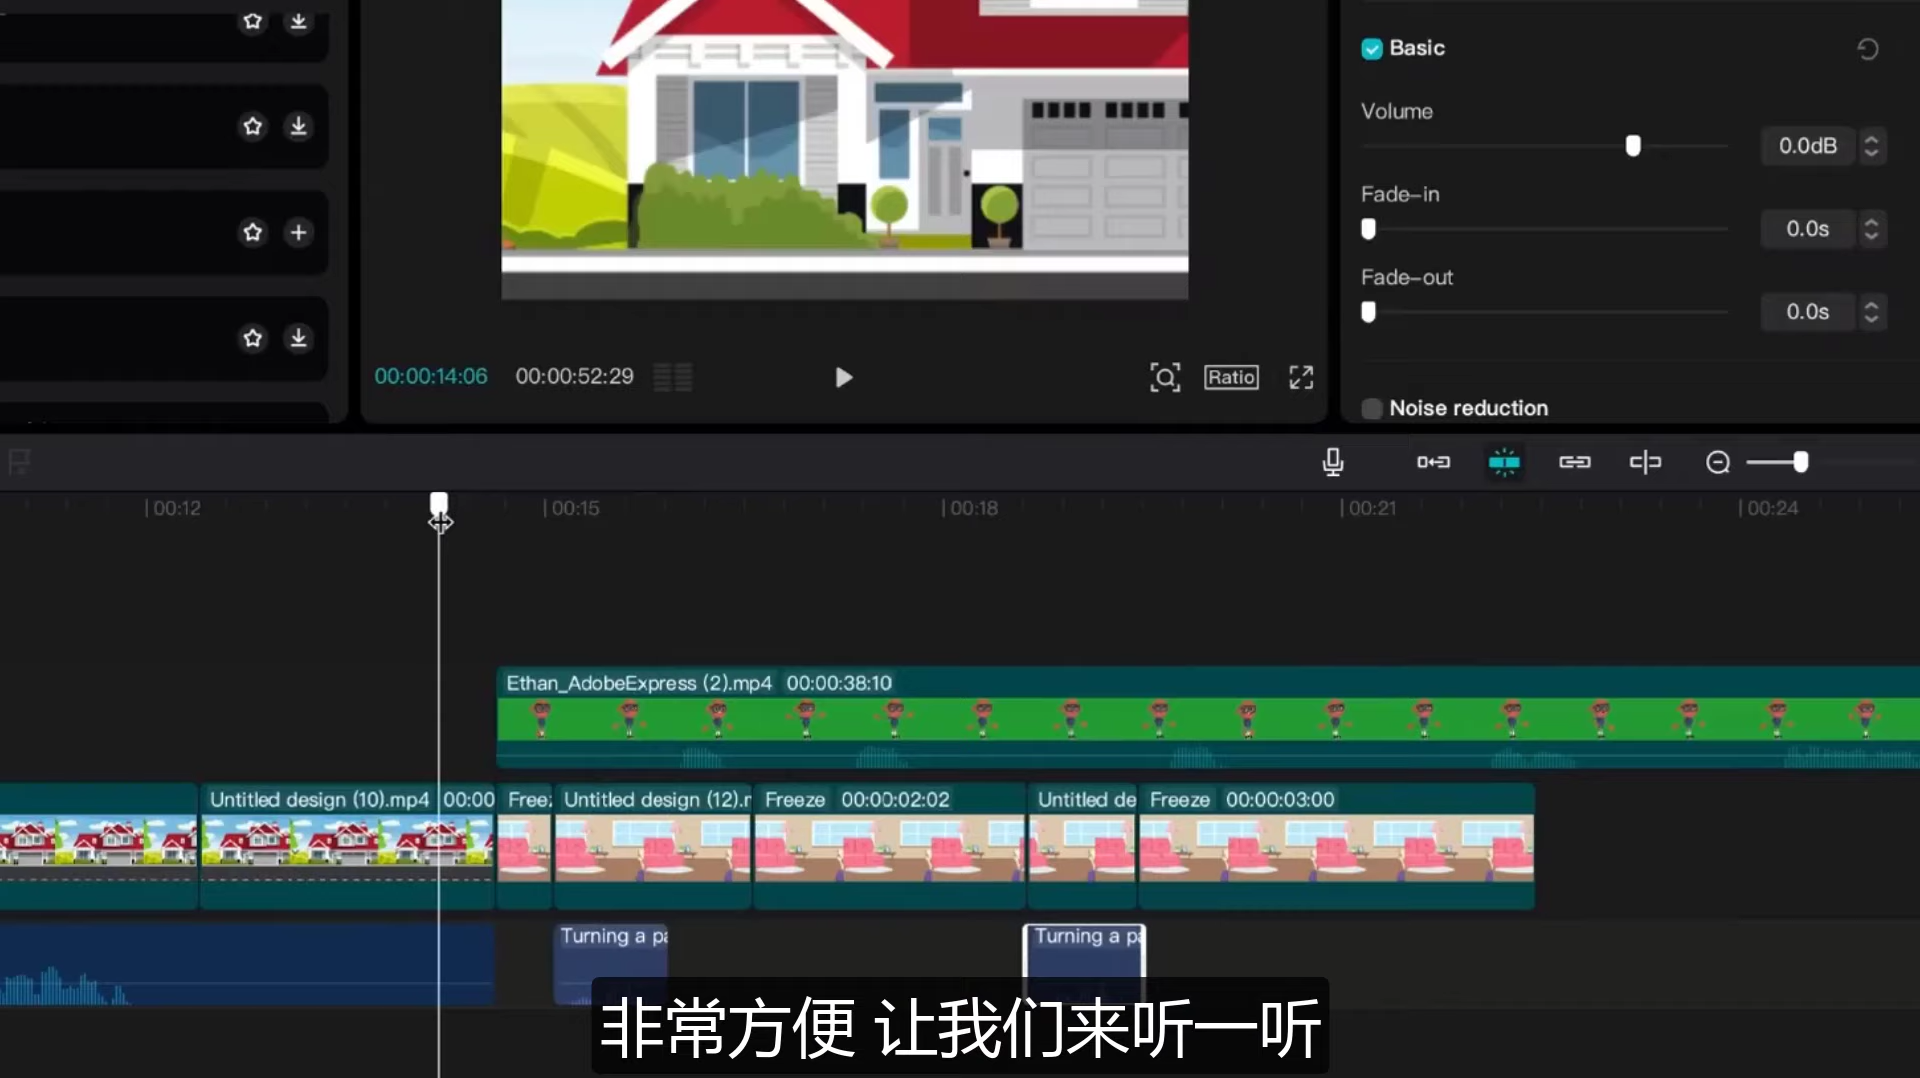 Basic
Volume
0.0dB
Fade-in
0.0s
Fade-out
0.0s
00:00:14:06 00:00:52:29
Ratio
Noise reduction
00:12 00:15 00:18 00:21 00:24
Ethan_AdobeExpress (2).mp4 00:00:38:10
Untitled design (10).mp4 00:00 Freez Untitled design (12).r Freeze 00:00:02:02 Untitled de Freeze 00:00:03:00
Turning a pa Turning a pa
非常方便 让我们来听一听